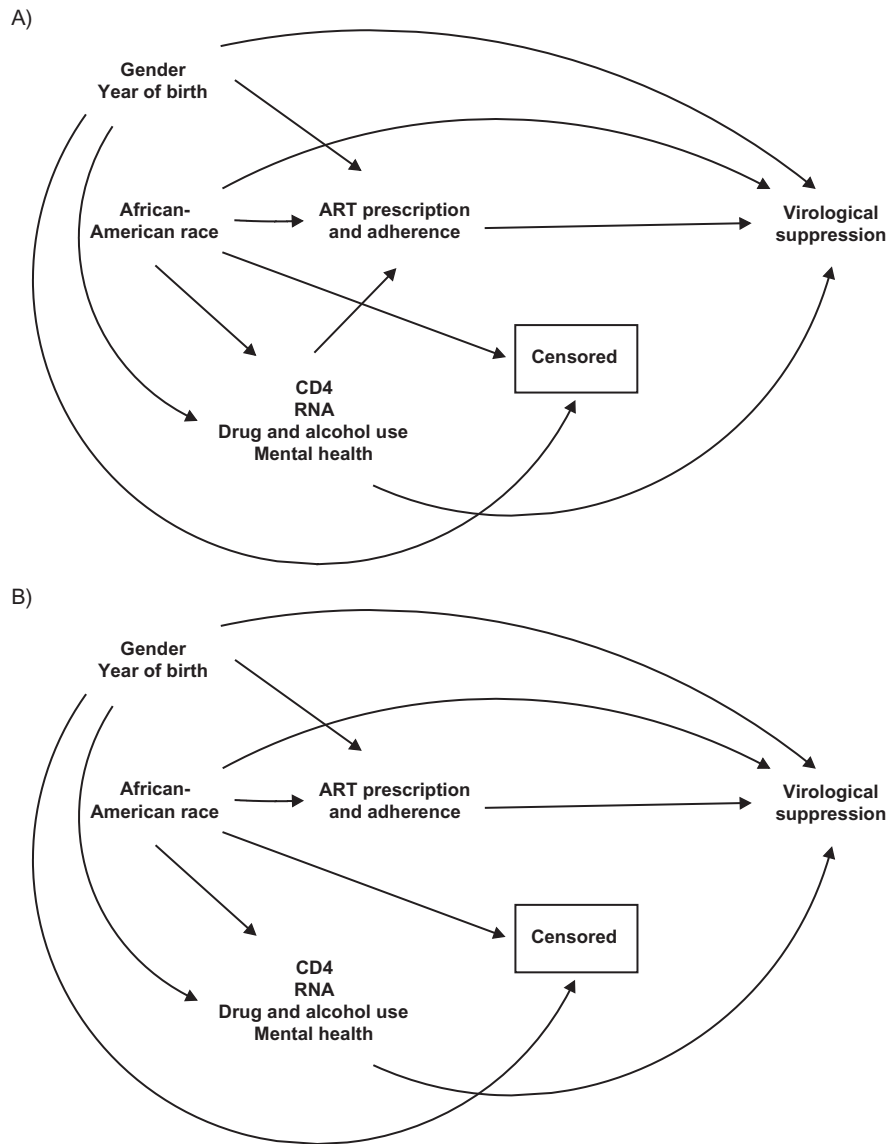 A)
Gender
Year of birth
African-
American race
ART prescription
and adherence
Virological
suppression
Censored
CD4
RNA
Drug and alcohol use
Mental health
B)
Gender
Year of birth
African-
American race
ART prescription
and adherence
Virological
suppression
Censored
CD4
RNA
Drug and alcohol use
Mental health